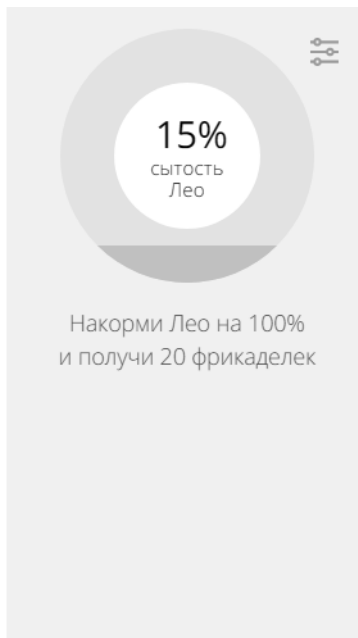 15%
сытость
Лео
Накорми Лео на 100%
и получи 20 фрикаделек